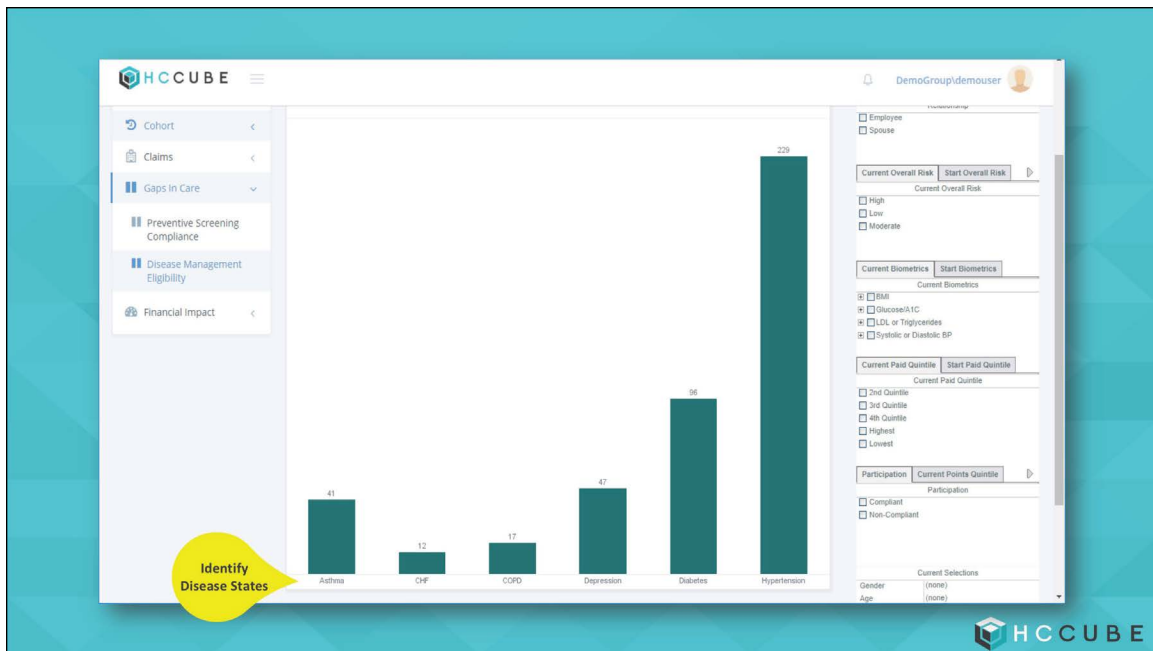 HCCUBE
DemoGroup\demouser
Cohort
Claims
Gaps In Care
Preventive Screening
Compliance
Disease Management
Eligibility
Financial Impact
229
96
47
41
17
12
Asthma
CHF
COPD
Depression
Diabetes
Hypertension
Identify
Disease States
Relationship
Employee
Spouse
Current Overall Risk Start Overall Risk
Current Overall Risk
High
Low
Moderate
Current Biometrics Start Biometrics
Current Biometrics
BMI
Glucose/A1C
LDL or Triglycerides
Systolic or Diastolic BP
Current Paid Quintile Start Paid Quintile
Current Paid Quintile
2nd Quintile
3rd Quintile
4th Quintile
Highest
Lowest
Participation Current Points Quintile
Participation
Compliant
Non-Compliant
Current Selections
Gender (none)
Age (none)
HCCUBE